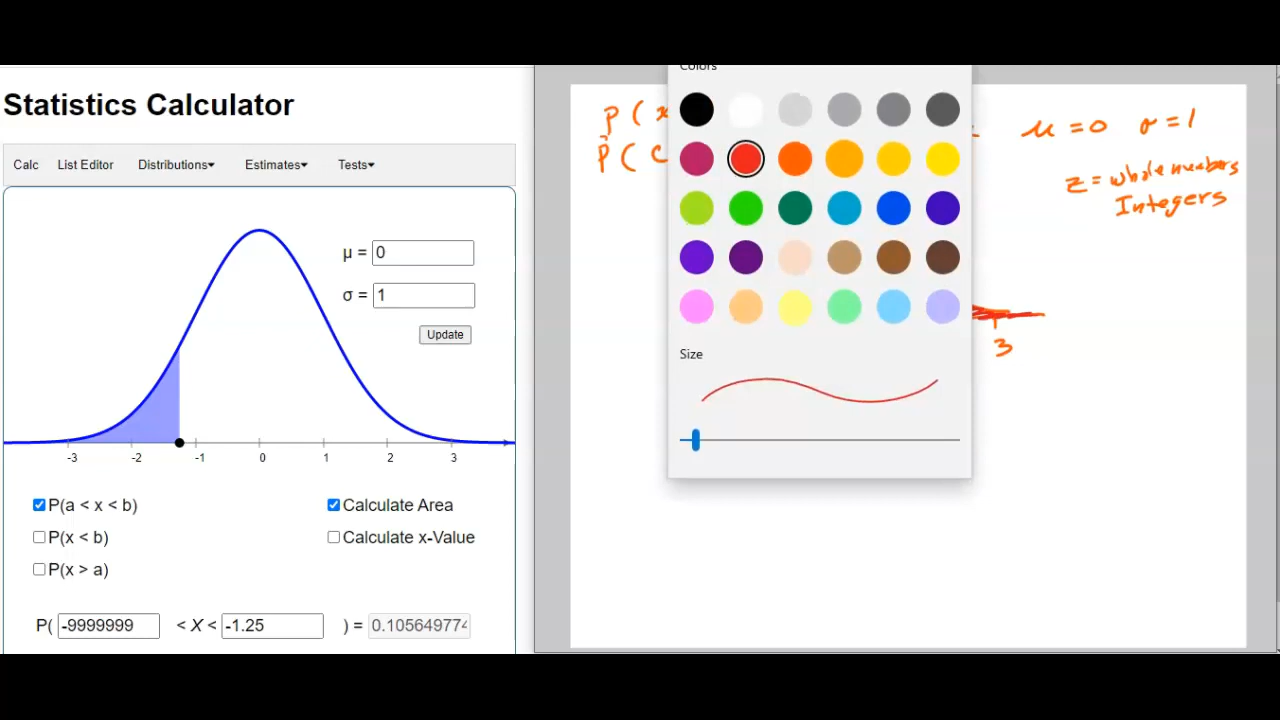 Statistics Calculator
Calc List Editor Distributions▾ Estimates▾ Tests▾
μ = 0
σ = 1
Update
-3 -2 -1 0 1 2 3
P(a < x < b) Calculate Area
P(x < b) Calculate x-Value
P(x > a)
P( -9999999 < X < -1.25 ) = 0.10564977
Colors
Size
P ( x
μ = 0 σ = 1
P (
z = whole numbers
Integers
3